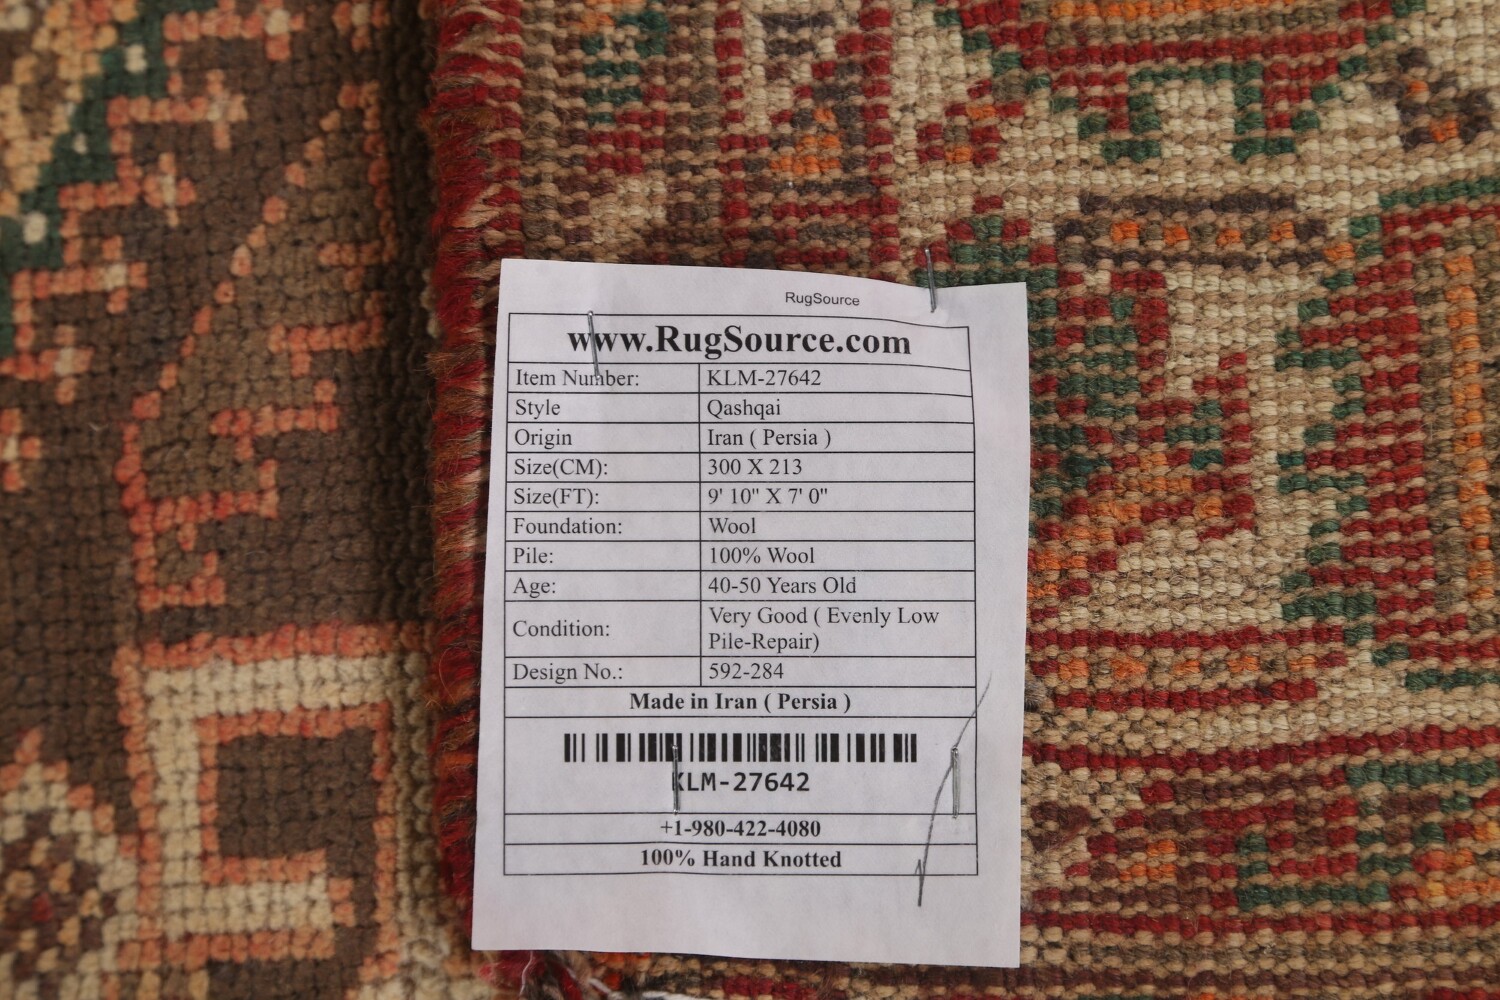 RugSource
www.RugSource.com
Item Number: KLM-27642
Style Qashqai
Origin Iran ( Persia )
Size(CM): 300 X 213
Size(FT): 9' 10" X 7' 0"
Foundation: Wool
Pile: 100% Wool
Age: 40-50 Years Old
Condition: Very Good ( Evenly Low
Pile-Repair)
Design No.: 592-284
Made in Iran ( Persia )
KLM-27642
+1-980-422-4080
100% Hand Knotted